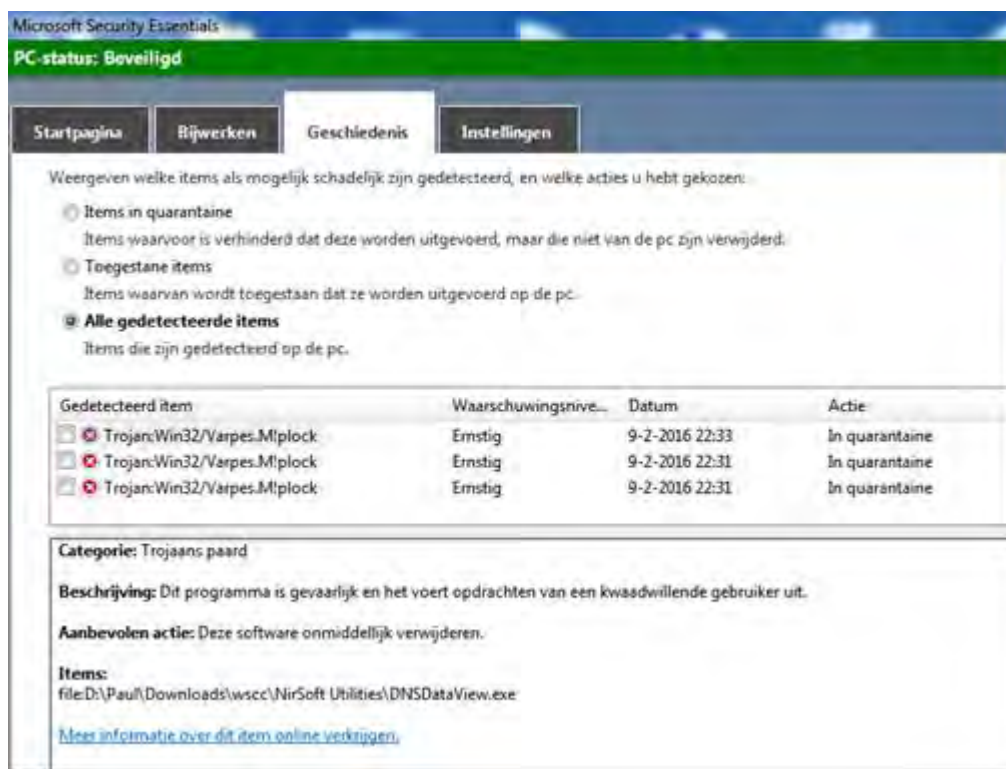 Microsoft Security Essentials
PC-status: Beveiligd
Startpagina Bijwerken Geschiedenis Instellingen
Weergeven welke items als mogelijk schadelijk zijn gedetecteerd, en welke acties u hebt gekozen:
Items in quarantaine
Items waarvoor is verhinderd dat deze worden uitgevoerd, maar die niet van de pc zijn verwijderd.
Toegestane items
Items waarvan wordt toegestaan dat ze worden uitgevoerd op de pc.
Alle gedetecteerde items
Items die zijn gedetecteerd op de pc.
Gedetecteerd item Waarschuwingsnive... Datum Actie
Trojan:Win32/Varpes.M!plock Ernstig 9-2-2016 22:33 In quarantaine
Trojan:Win32/Varpes.M!plock Ernstig 9-2-2016 22:31 In quarantaine
Trojan:Win32/Varpes.M!plock Ernstig 9-2-2016 22:31 In quarantaine
Categorie: Trojaans paard
Beschrijving: Dit programma is gevaarlijk en het voert opdrachten van een kwaadwillende gebruiker uit.
Aanbevolen actie: Deze software onmiddellijk verwijderen.
Items:
file:D:\Paul\Downloads\wscc\NirSoft Utilities\DNSDataView.exe
Meer informatie over dit item online verkrijgen.